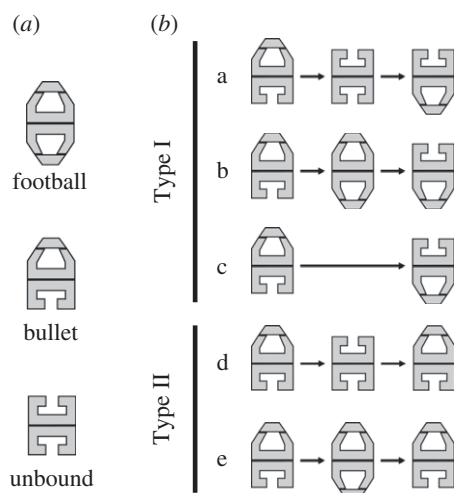 (a)
football
bullet
unbound
(b)
Type I
a
b
c
Type II
d
e